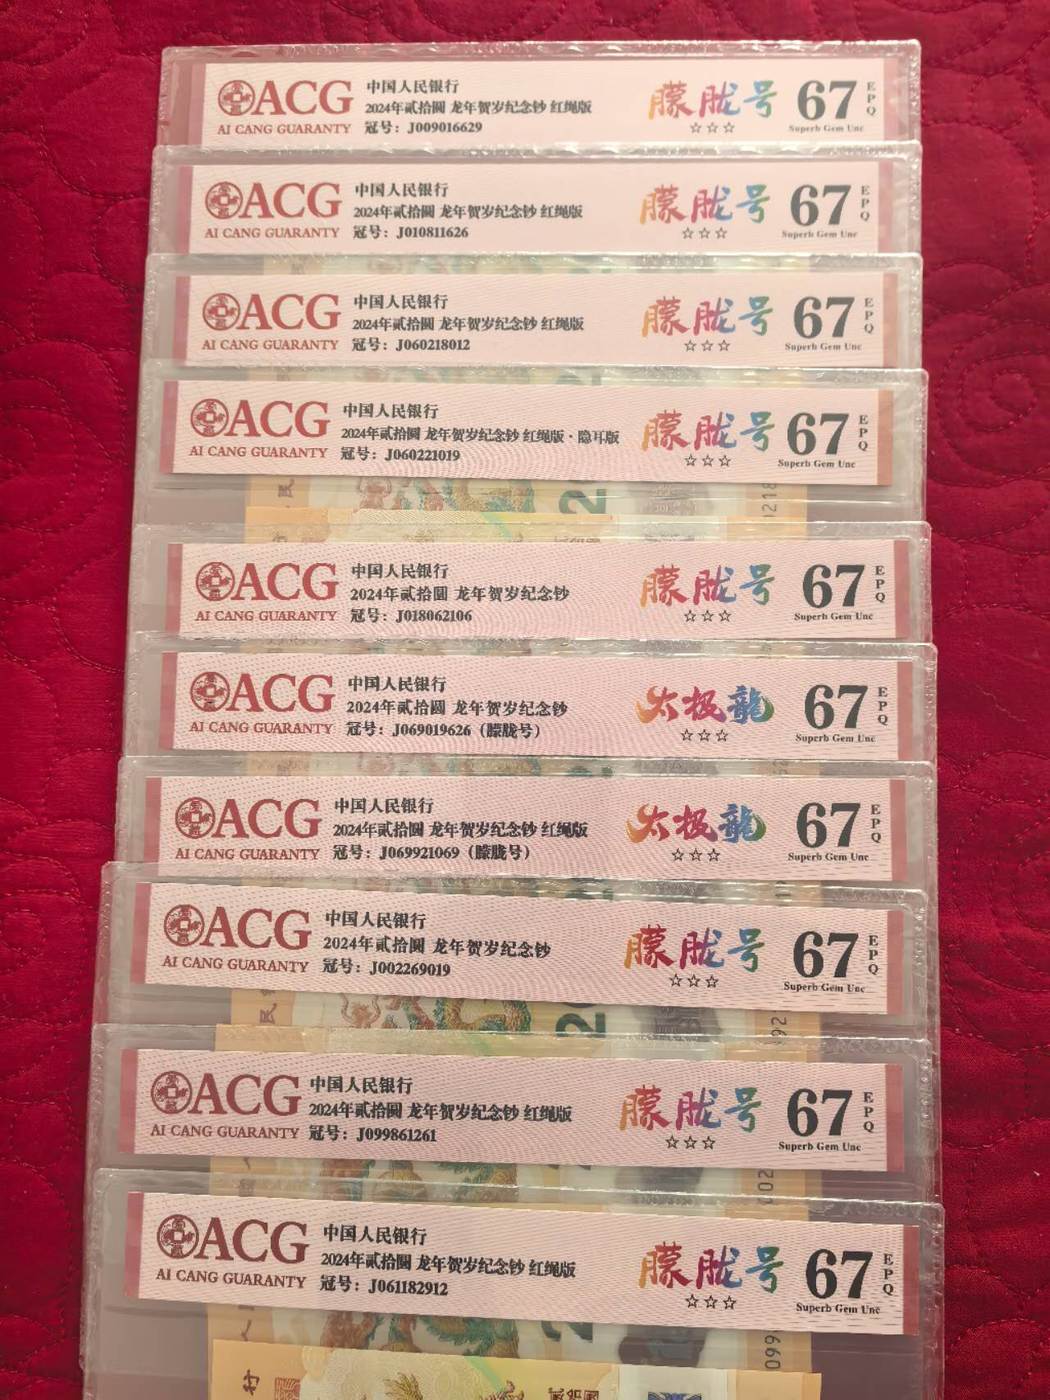 ACG
AI CANG GUARANTY
中国人民银行
2024年贰拾圆 龙年贺岁纪念钞 红绳版
冠号：J009016629
朦胧号
☆☆☆
67
EPQ
Superb Gem Unc
ACG
AI CANG GUARANTY
中国人民银行
2024年贰拾圆 龙年贺岁纪念钞 红绳版
冠号：J010811626
朦胧号
☆☆☆
67
EPQ
Superb Gem Unc
ACG
AI CANG GUARANTY
中国人民银行
2024年贰拾圆 龙年贺岁纪念钞 红绳版
冠号：J060218012
朦胧号
☆☆☆
67
EPQ
Superb Gem Unc
ACG
AI CANG GUARANTY
中国人民银行
2024年贰拾圆 龙年贺岁纪念钞 红绳版·隐耳版
冠号：J060221019
朦胧号
☆☆☆
67
EPQ
Superb Gem Unc
民
2
0218
ACG
AI CANG GUARANTY
中国人民银行
2024年贰拾圆 龙年贺岁纪念钞
冠号：J018062106
朦胧号
☆☆☆
67
EPQ
Superb Gem Unc
ACG
AI CANG GUARANTY
中国人民银行
2024年贰拾圆 龙年贺岁纪念钞
冠号：J069019626（朦胧号）
太极龍
☆☆☆
67
EPQ
Superb Gem Unc
ACG
AI CANG GUARANTY
中国人民银行
2024年贰拾圆 龙年贺岁纪念钞 红绳版
冠号：J069921069（朦胧号）
太极龍
☆☆☆
67
EPQ
Superb Gem Unc
ACG
AI CANG GUARANTY
中国人民银行
2024年贰拾圆 龙年贺岁纪念钞
冠号：J002269019
朦胧号
☆☆☆
67
EPQ
Superb Gem Unc
民
2
92
ACG
AI CANG GUARANTY
中国人民银行
2024年贰拾圆 龙年贺岁纪念钞 红绳版
冠号：J099861261
朦胧号
☆☆☆
67
EPQ
Superb Gem Unc
ACG
AI CANG GUARANTY
中国人民银行
2024年贰拾圆 龙年贺岁纪念钞 红绳版
冠号：J061182912
朦胧号
☆☆☆
67
EPQ
Superb Gem Unc
099